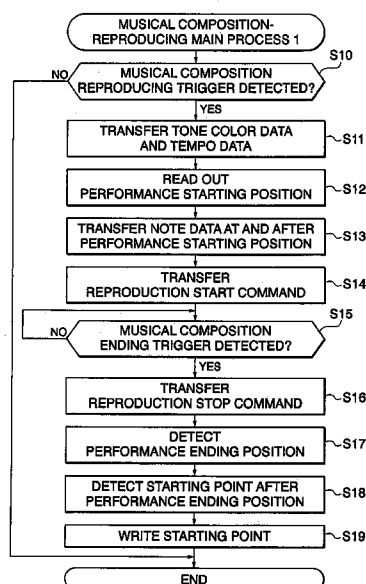 MUSICAL COMPOSITION-
REPRODUCING MAIN PROCESS 1
S10
NO
MUSICAL COMPOSITION
REPRODUCING TRIGGER DETECTED?
YES
TRANSFER TONE COLOR DATA
AND TEMPO DATA
S11
READ OUT
PERFORMANCE STARTING POSITION
S12
TRANSFER NOTE DATA AT AND AFTER
PERFORMANCE STARTING POSITION
S13
TRANSFER
REPRODUCTION START COMMAND
S14
S15
NO
MUSICAL COMPOSITION
ENDING TRIGGER DETECTED?
YES
TRANSFER
REPRODUCTION STOP COMMAND
S16
DETECT
PERFORMANCE ENDING POSITION
S17
DETECT STARTING POINT AFTER
PERFORMANCE ENDING POSITION
S18
WRITE STARTING POINT
S19
END